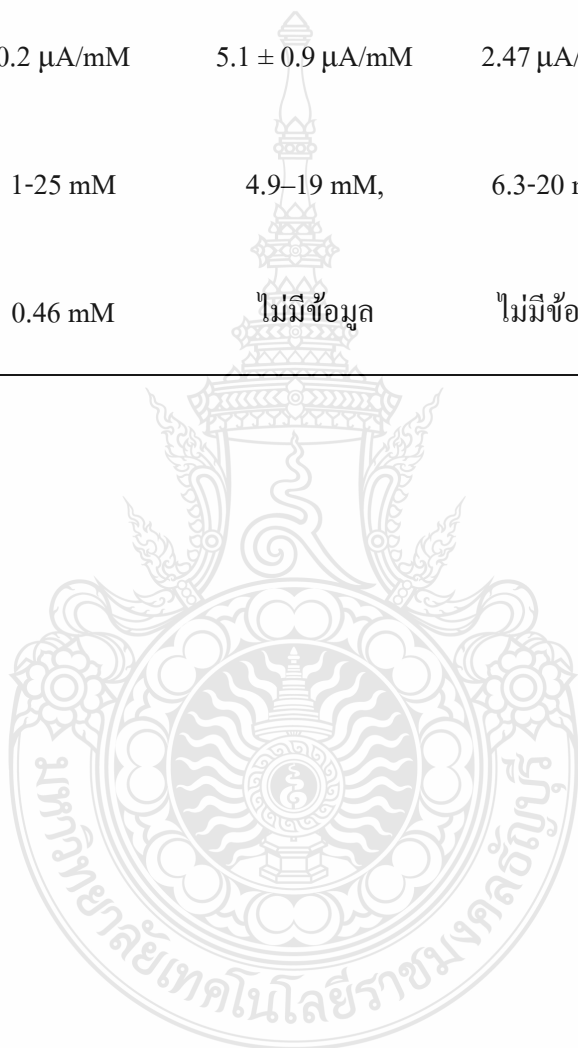 0.2 μA/mM 5.1 ± 0.9 μA/mM 2.47 μA/
1-25 mM 4.9–19 mM, 6.3-20
0.46 mM ไม่มีข้อมูล ไม่มีข้อ
มหาวิทยาลัยเทคโนโลยีราชมงคลธัญบุรี